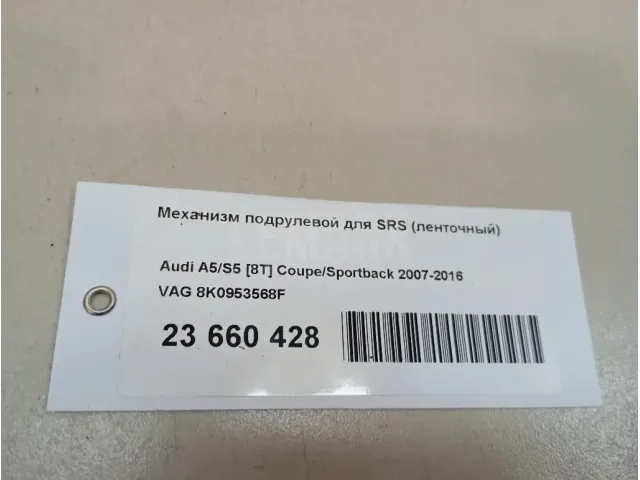 Механизм подрулевой для SRS (ленточный)
Audi A5/S5 [8T] Coupe/Sportback 2007-2016
VAG 8K0953568F
23 660 428